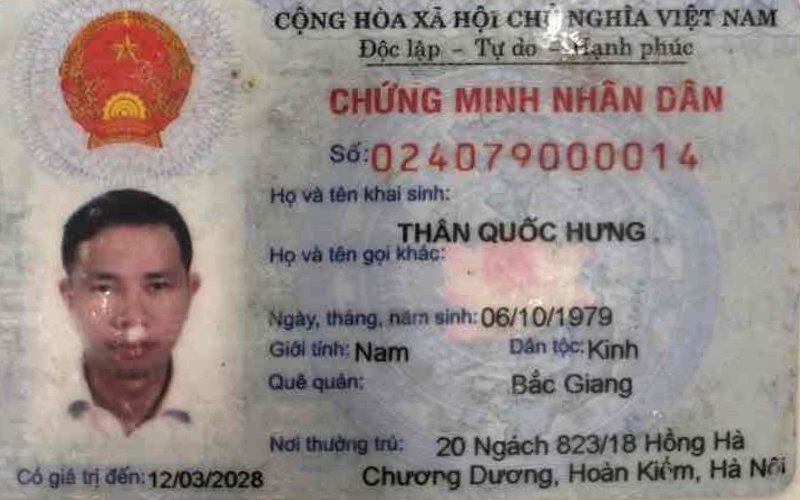 CỘNG HÒA XÃ HỘI CHỦ NGHĨA VIỆT NAM
Độc lập - Tự do - Hạnh phúc
CHỨNG MINH NHÂN DÂN
Số: 024079000014
Họ và tên khai sinh:
THÂN QUỐC HƯNG
Họ và tên gọi khác:
Ngày, tháng, năm sinh: 06/10/1979
Giới tính: Nam Dân tộc: Kinh
Quê quán: Bắc Giang
Nơi thường trú: 20 Ngách 823/18 Hồng Hà
Chương Dương, Hoàn Kiếm, Hà Nội
Có giá trị đến: 12/03/2028